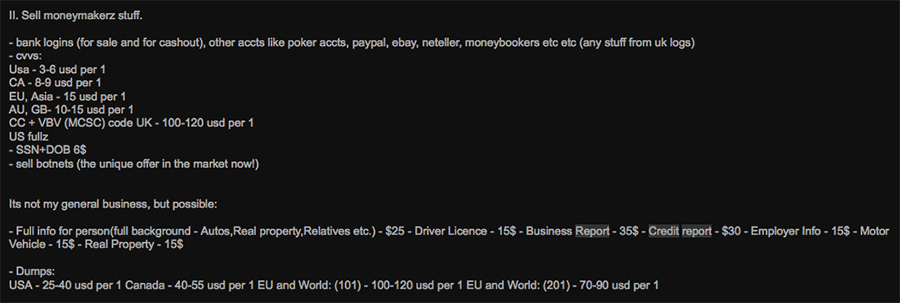 II. Sell moneymakerz stuff.
- bank logins (for sale and for cashout), other accts like poker accts, paypal, ebay, neteller, moneybookers etc etc (any stuff from uk logs)
- cvvs:
Usa - 3-6 usd per 1
CA - 8-9 usd per 1
EU, Asia - 15 usd per 1
AU, GB- 10-15 usd per 1
CC + VBV (MCSC) code UK - 100-120 usd per 1
US fullz
- SSN+DOB 6$
- sell botnets (the unique offer in the market now!)
Its not my general business, but possible:
- Full info for person(full background - Autos,Real property,Relatives etc.) - $25 - Driver Licence - 15$ - Business Report - 35$ - Credit report - $30 - Employer Info - 15$ - Motor
Vehicle - 15$ - Real Property - 15$
- Dumps:
USA - 25-40 usd per 1 Canada - 40-55 usd per 1 EU and World: (101) - 100-120 usd per 1 EU and World: (201) - 70-90 usd per 1